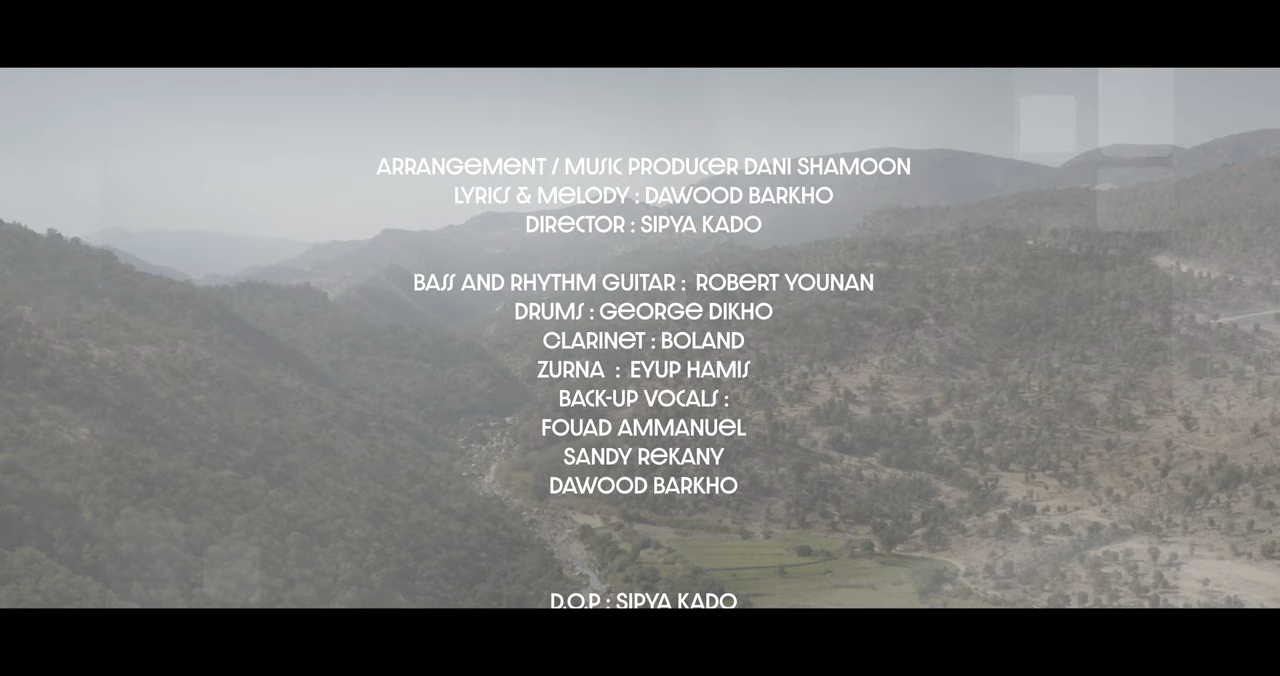 ARRANGEMENT / MUSIC PRODUCER DANI SHAMOON
LYRICS & MELODY : DAWOOD BARKHO
DIRECTOR : SIPYA KADO
BASS AND RHYTHM GUITAR : ROBERT YOUNAN
DRUMS : GEORGE DIKHO
CLARINET : BOLAND
ZURNA : EYUP HAMIS
BACK-UP VOCALS :
FOUAD AMMANUEL
SANDY REKANY
DAWOOD BARKHO
D.O.P : SIPYA KADO